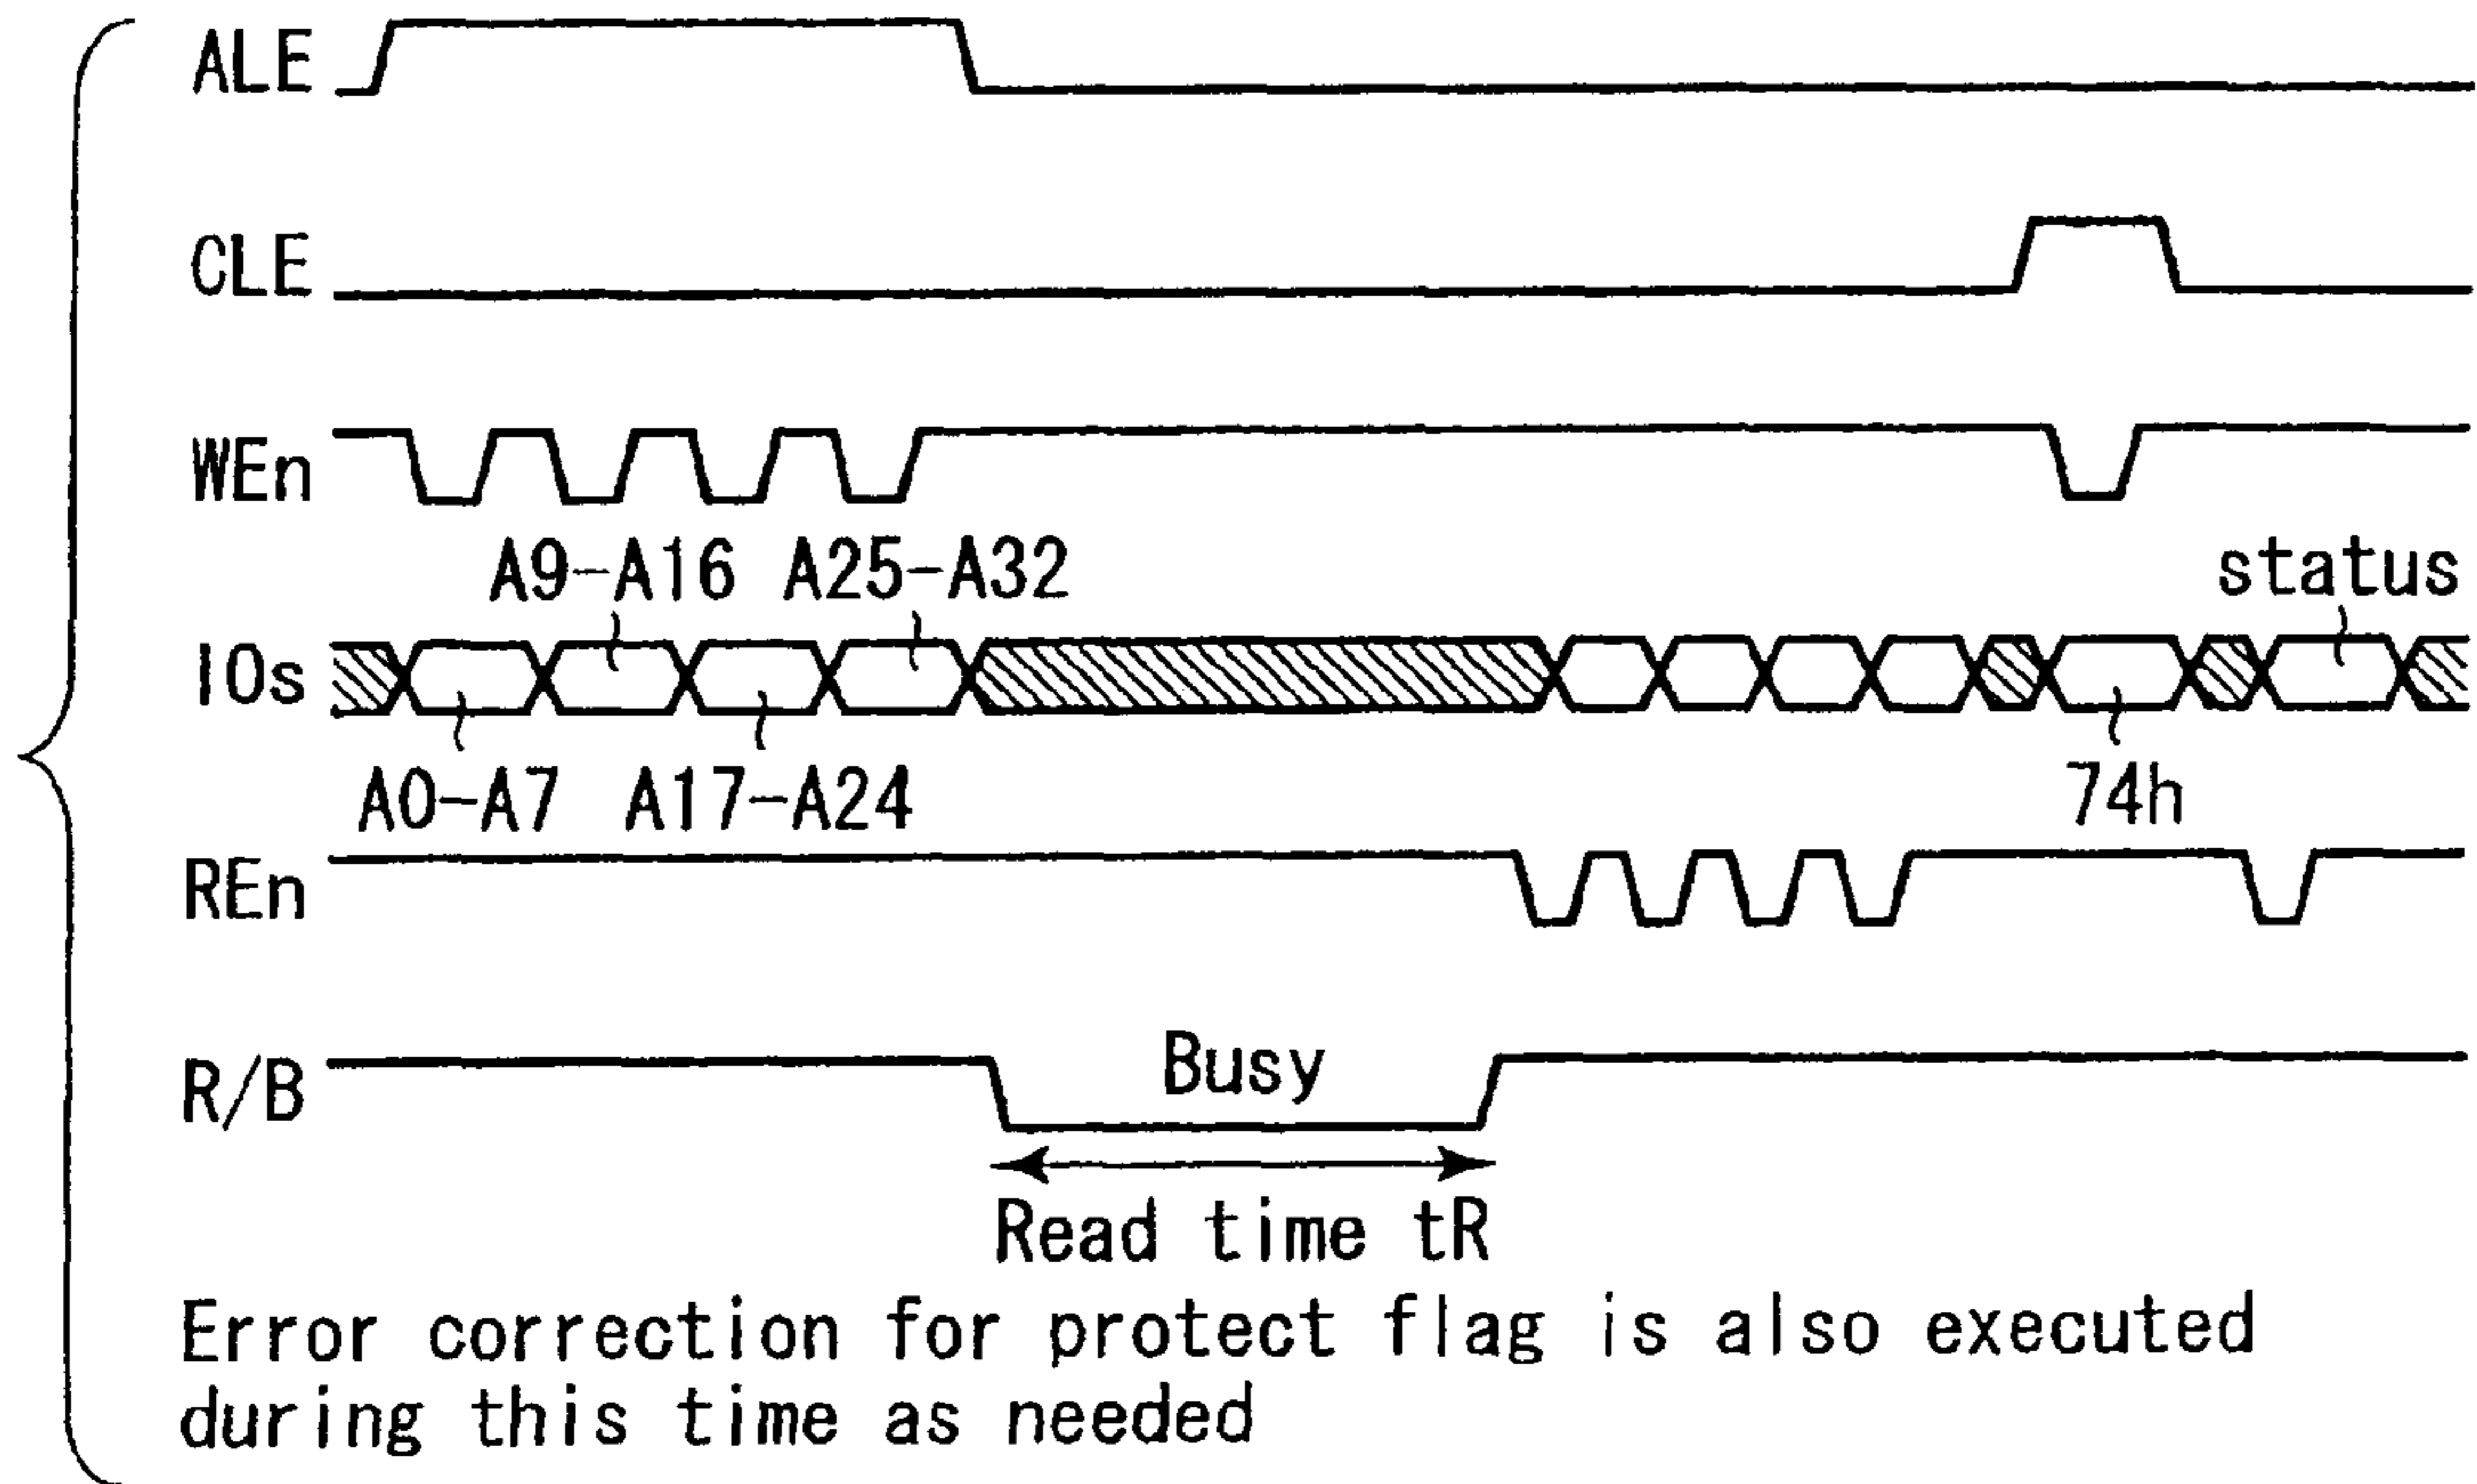 ALE
CLE
WEn
A9-A16 A25-A32 status
IOs
A0-A7 A17-A24 74h
REn
R/B Busy
Read time tR
Error correction for protect flag is also executed
during this time as needed